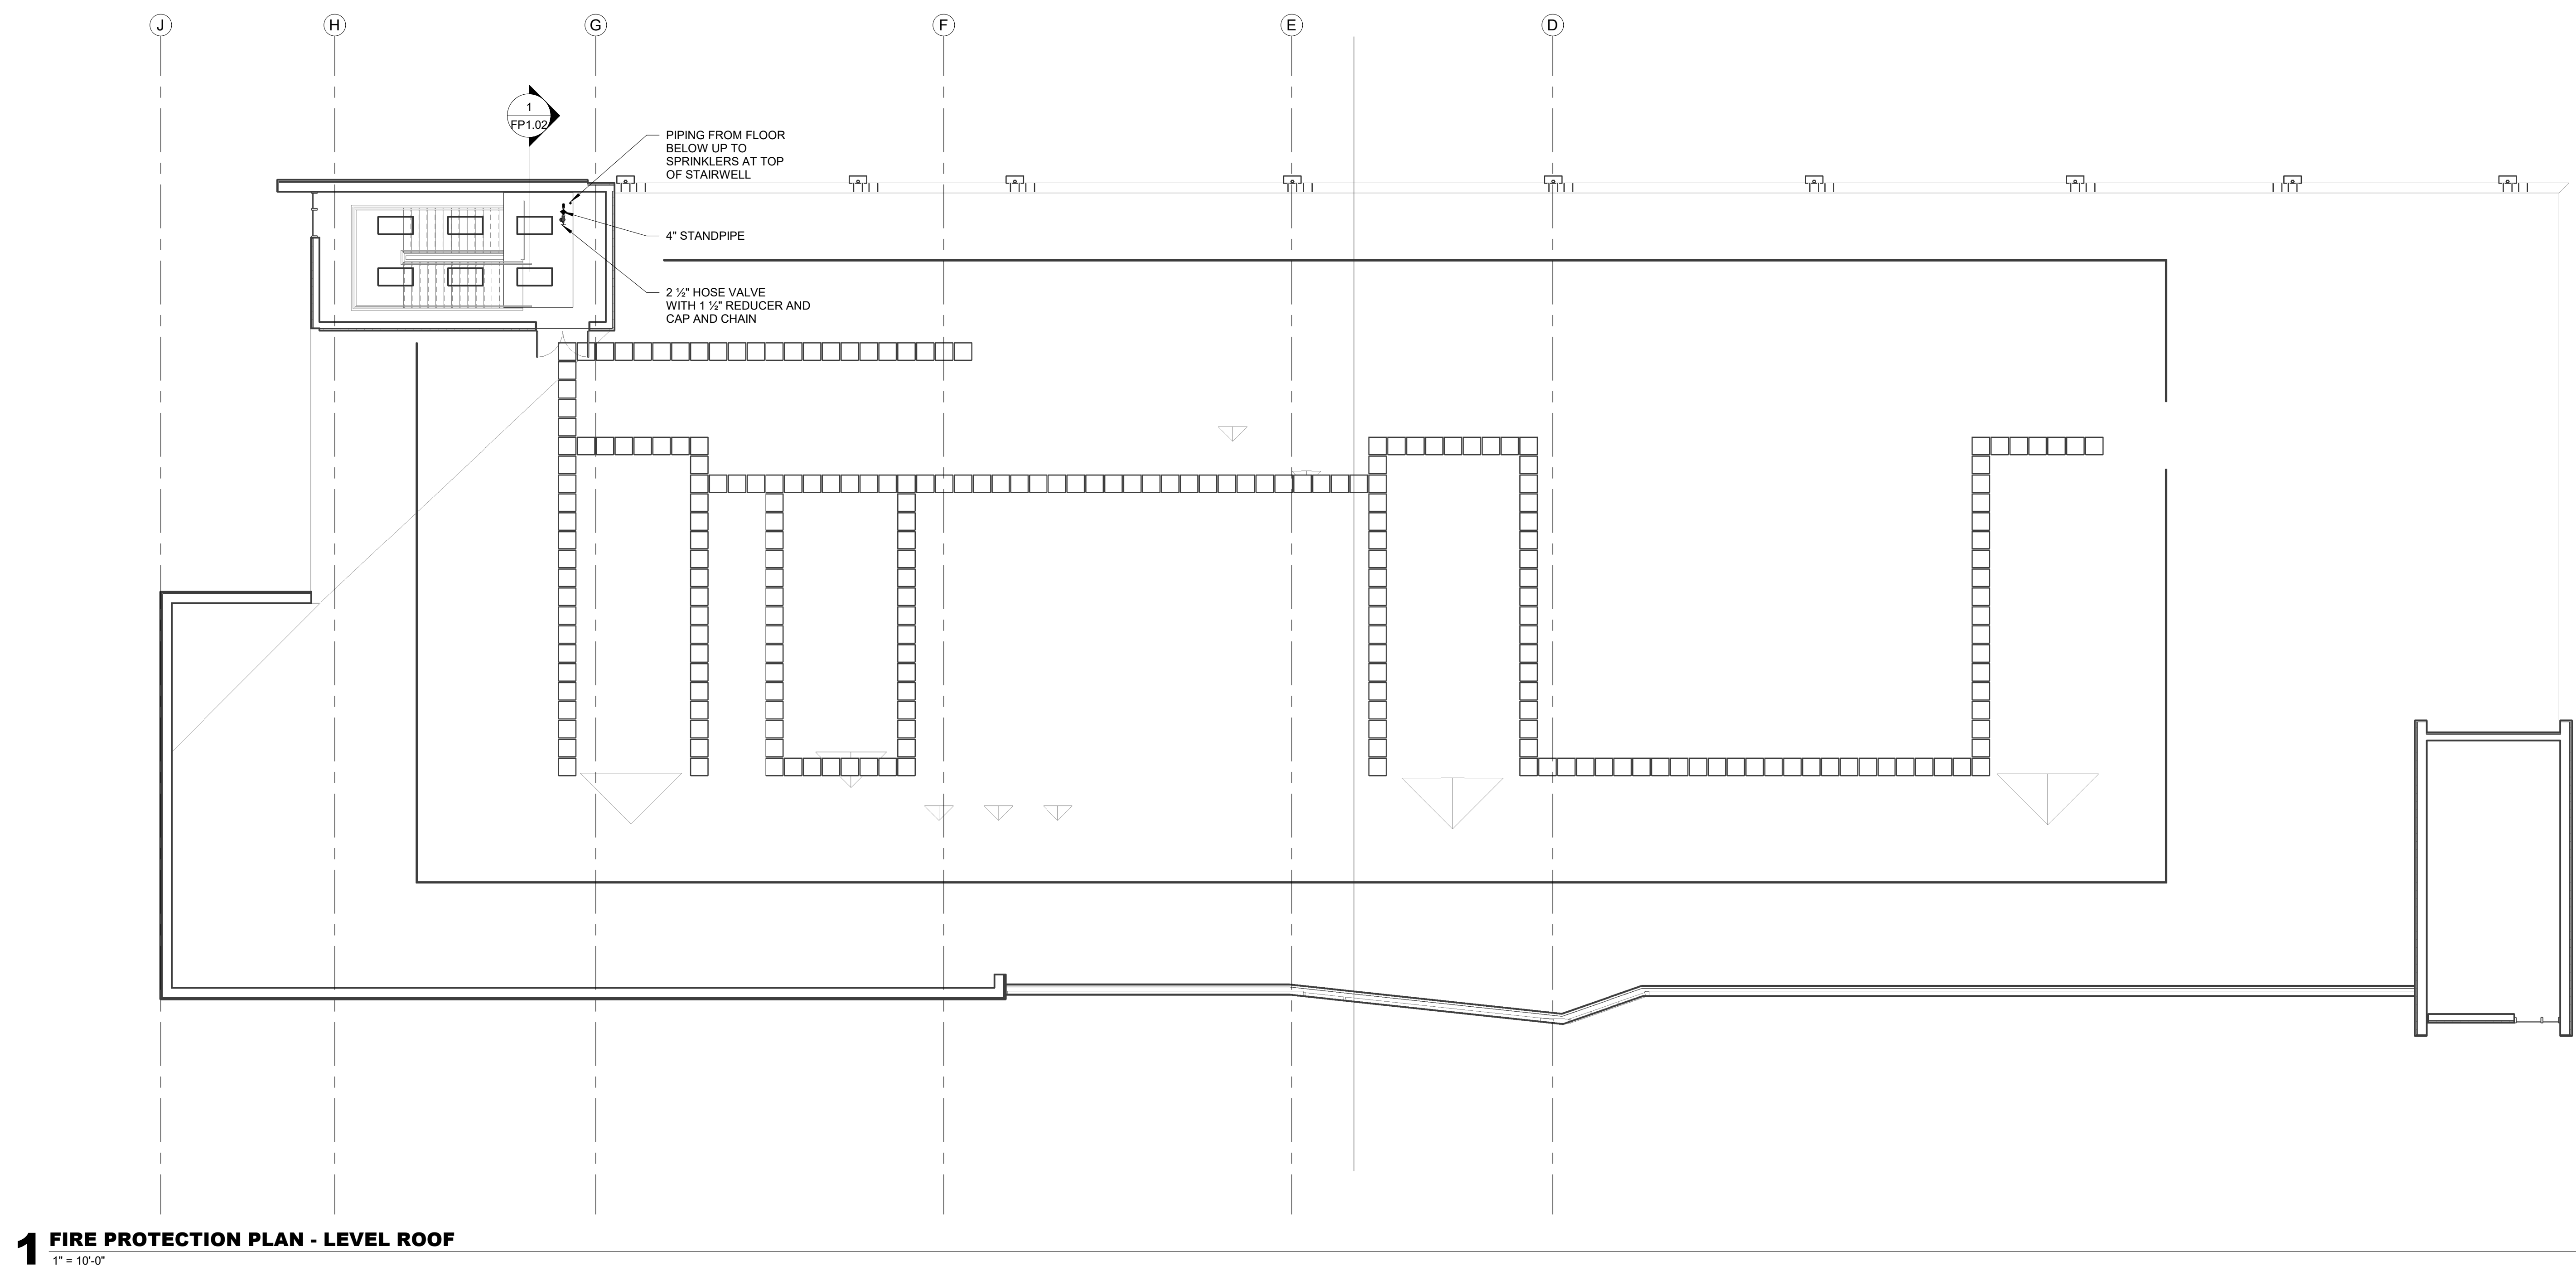 J
H
G
F
E
D
1
FP1.02
PIPING FROM FLOOR
BELOW UP TO
SPRINKLERS AT TOP
OF STAIRWELL
4" STANDPIPE
2 ½" HOSE VALVE
WITH 1 ½" REDUCER AND
CAP AND CHAIN
1 FIRE PROTECTION PLAN - LEVEL ROOF
1" = 10'-0"